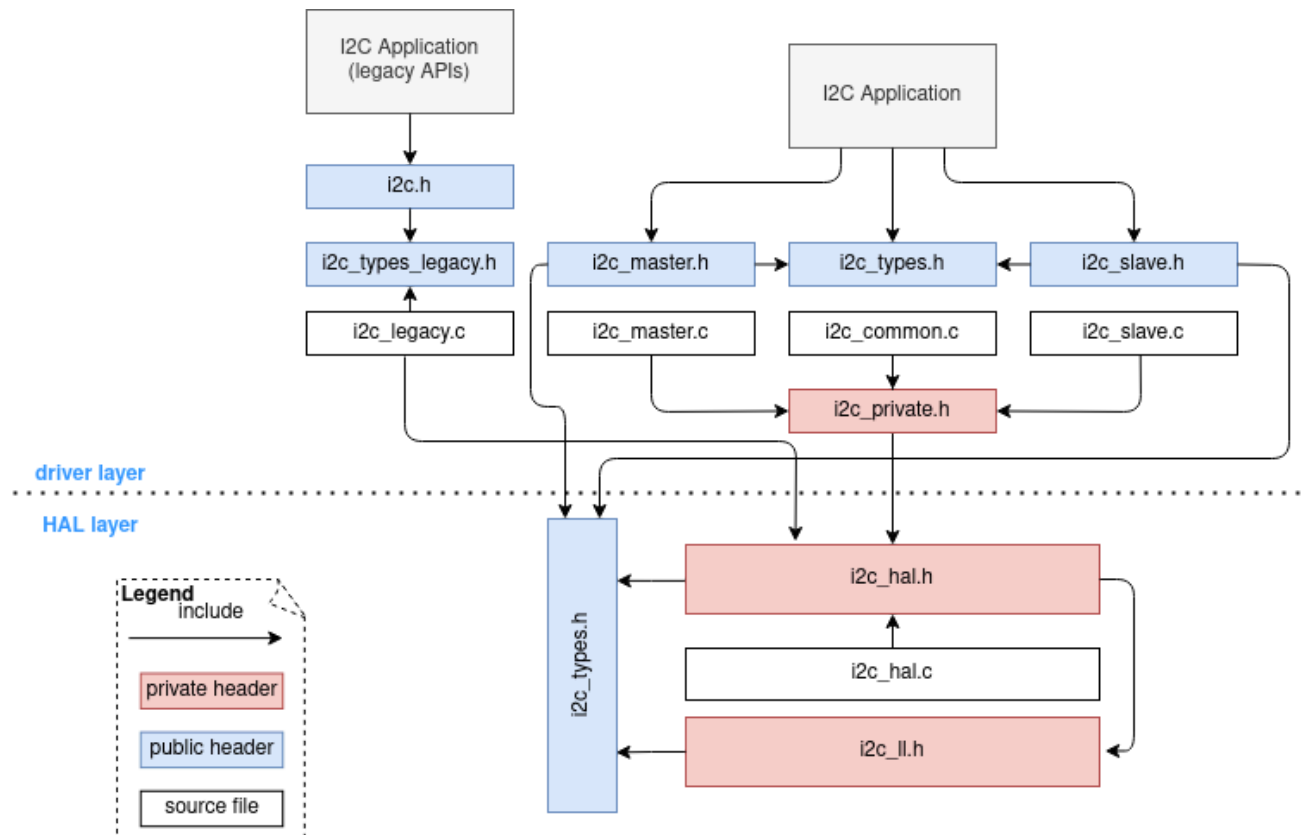 I2C Application
(legacy APIs)
I2C Application
i2c.h
i2c_types_legacy.h
i2c_master.h
i2c_types.h
i2c_slave.h
i2c_legacy.c
i2c_master.c
i2c_common.c
i2c_slave.c
i2c_private.h
driver layer
HAL layer
i2c_types.h
i2c_hal.h
i2c_hal.c
i2c_ll.h
Legend
include
private header
public header
source file